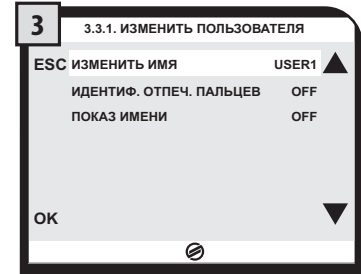 3
3.3.1. ИЗМЕНИТЬ ПОЛЬЗОВАТЕЛЯ
ESC ИЗМЕНИТЬ ИМЯ USER1
ИДЕНТИФ. ОТПЕЧ. ПАЛЬЦЕВ OFF
ПОКАЗ ИМЕНИ OFF
OK